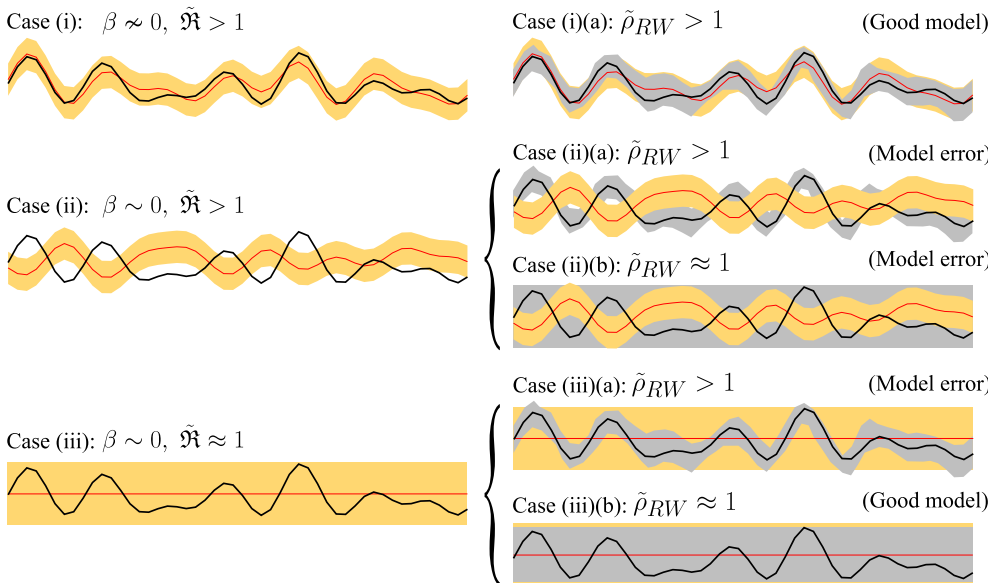 Case (i): β ≁ 0, ℜ̃ > 1
Case (i)(a): ρ̃_RW > 1 (Good model)
Case (ii): β ∼ 0, ℜ̃ > 1
Case (ii)(a): ρ̃_RW > 1 (Model error)
Case (ii)(b): ρ̃_RW ≈ 1 (Model error)
Case (iii): β ∼ 0, ℜ̃ ≈ 1
Case (iii)(a): ρ̃_RW > 1 (Model error)
Case (iii)(b): ρ̃_RW ≈ 1 (Good model)